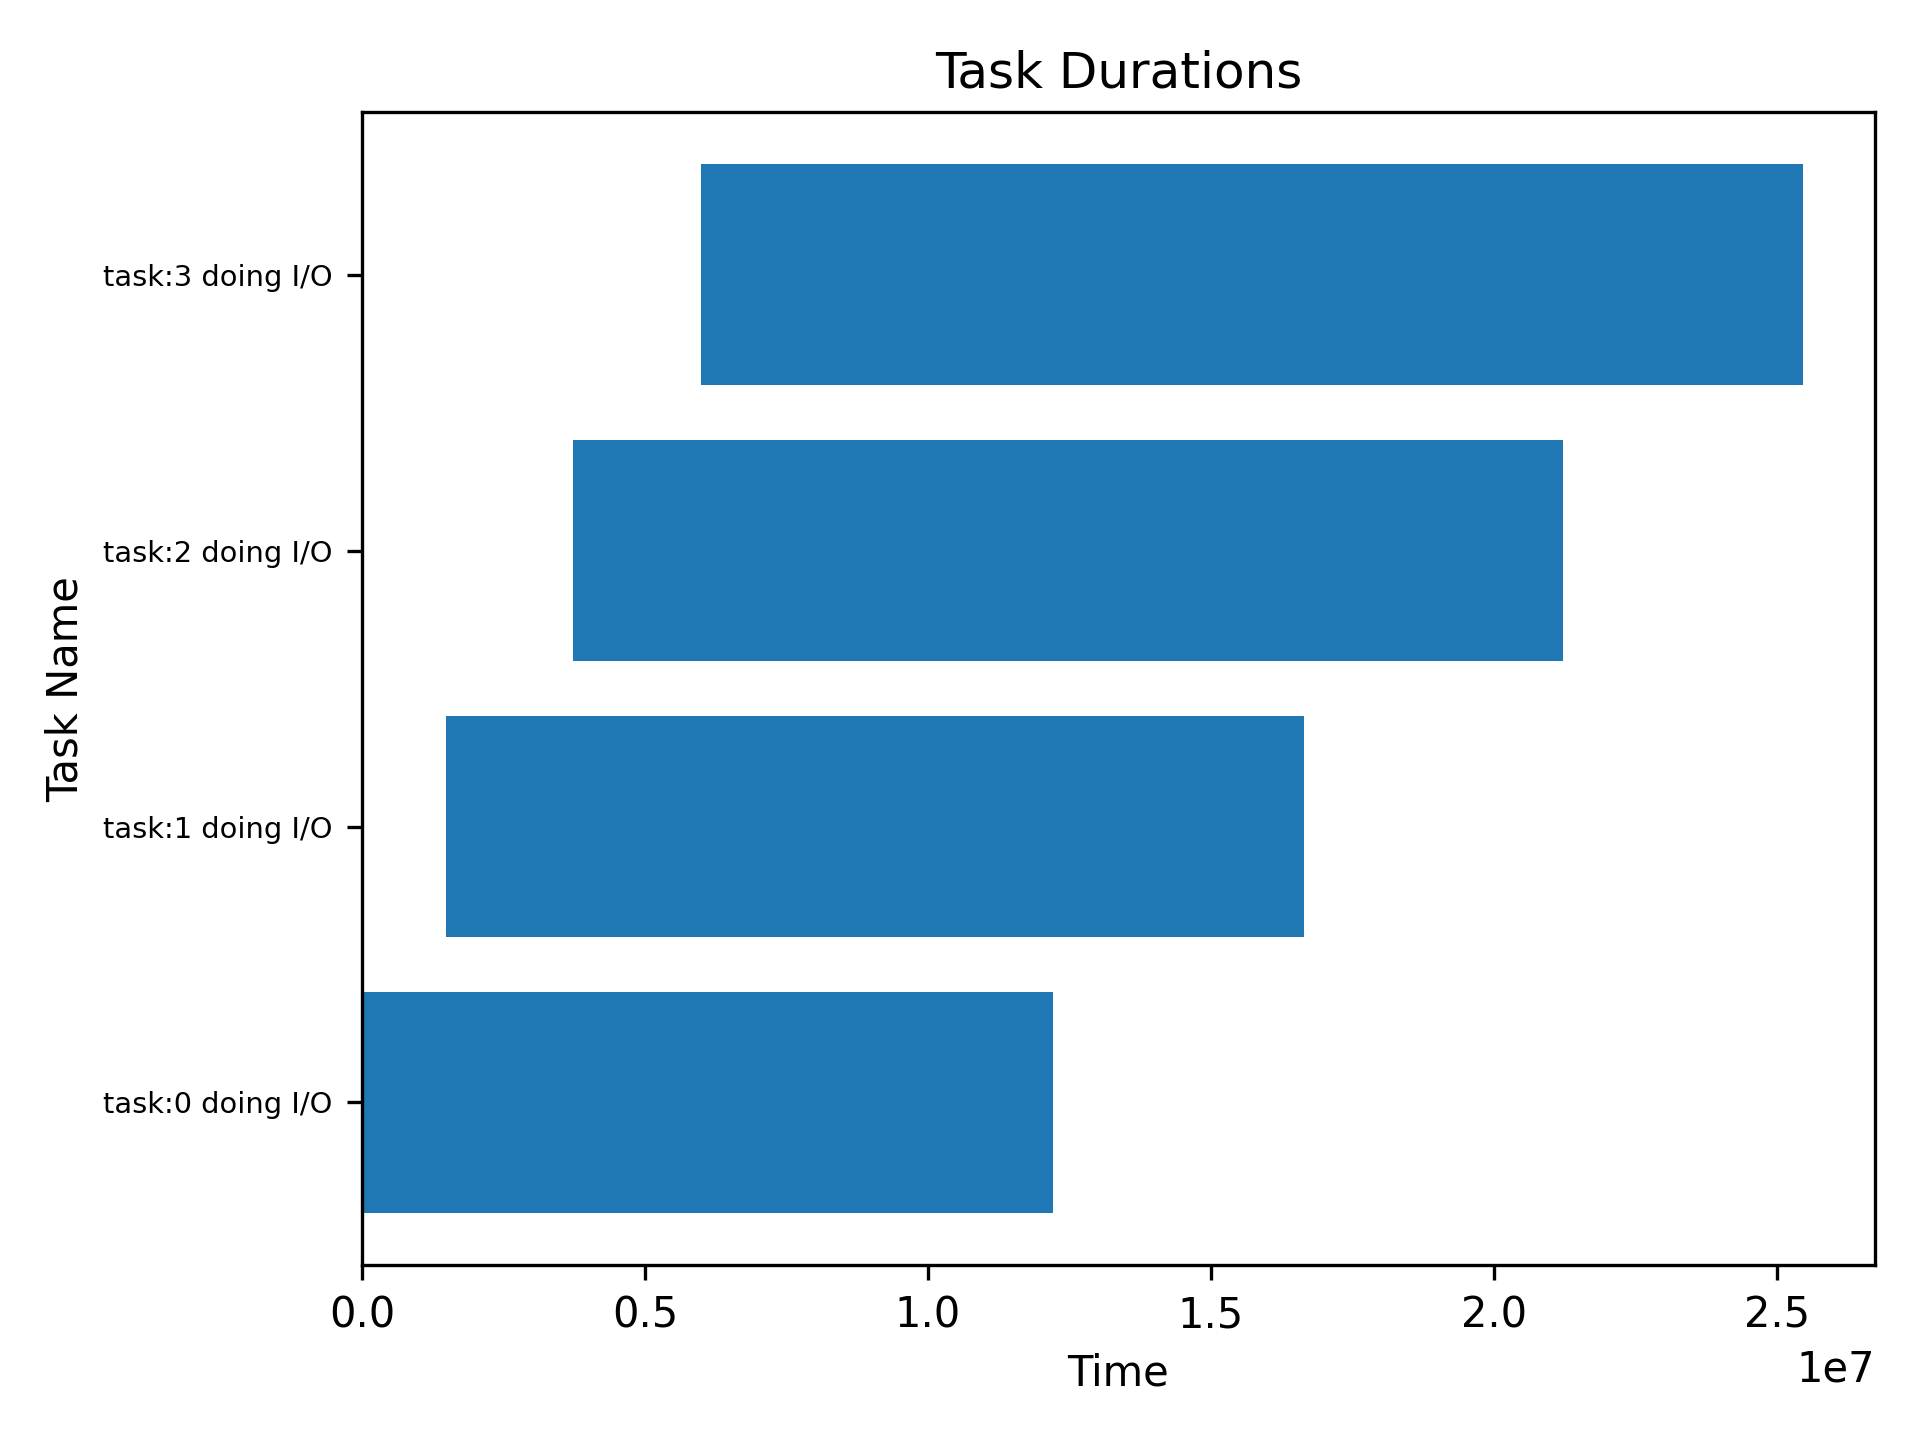 Task Durations
task:3 doing I/O
task:2 doing I/O
task:1 doing I/O
task:0 doing I/O
Task Name
0.0 0.5 1.0 1.5 2.0 2.5
1e7
Time